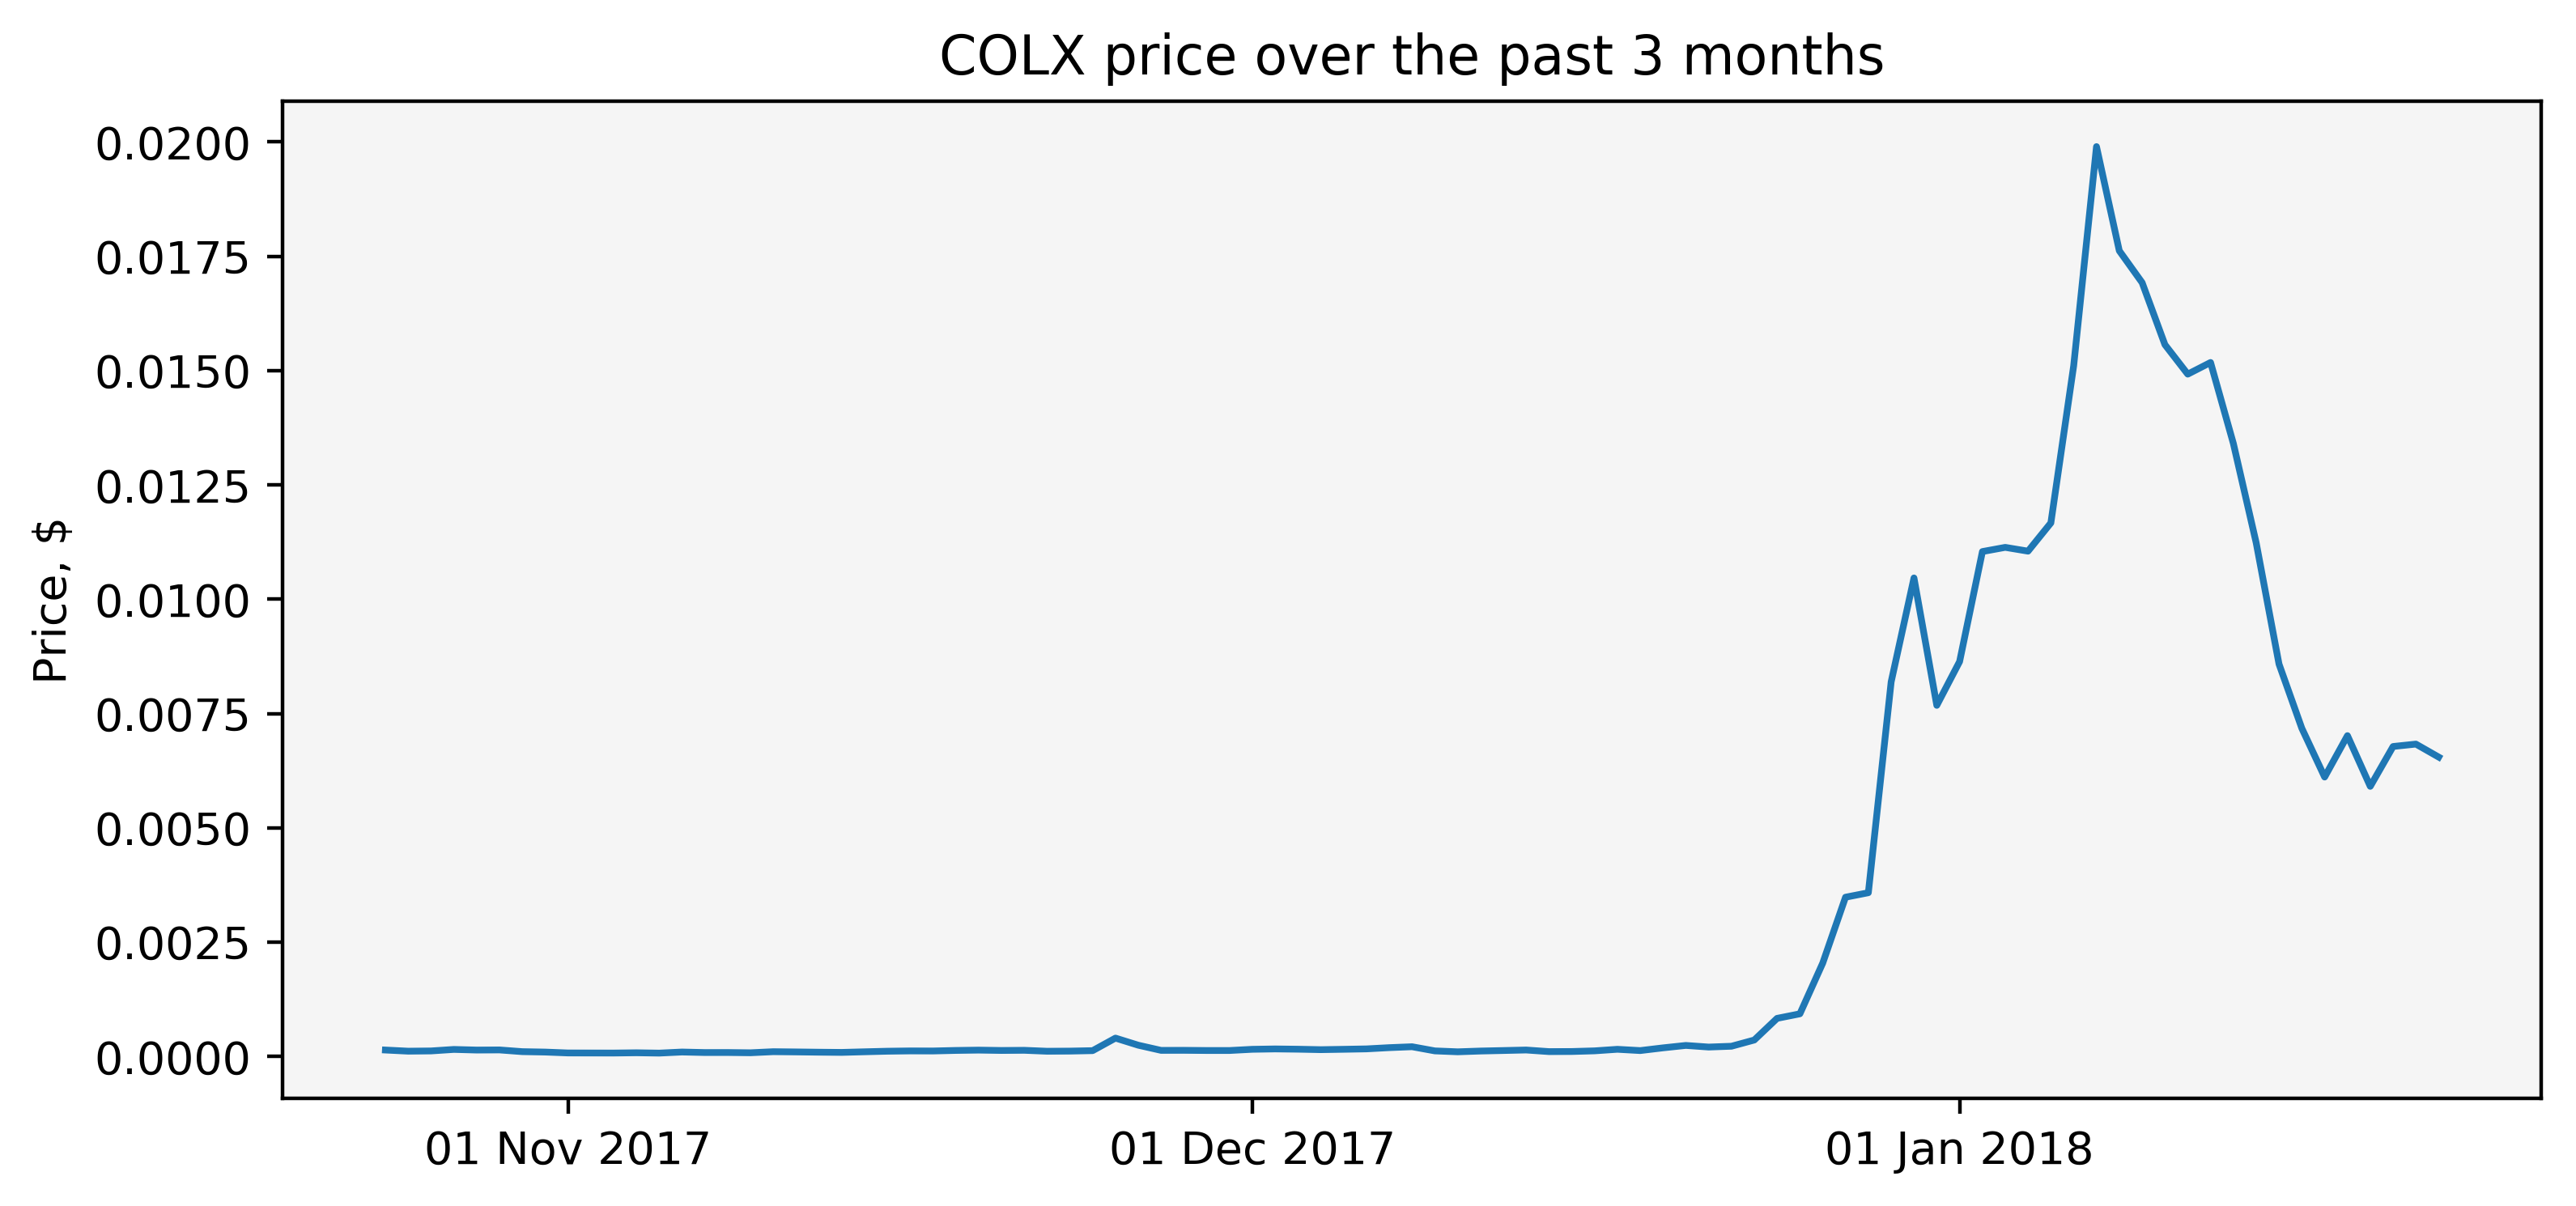 COLX price over the past 3 months
Price, $
0.0200
0.0175
0.0150
0.0125
0.0100
0.0075
0.0050
0.0025
0.0000
01 Nov 2017
01 Dec 2017
01 Jan 2018